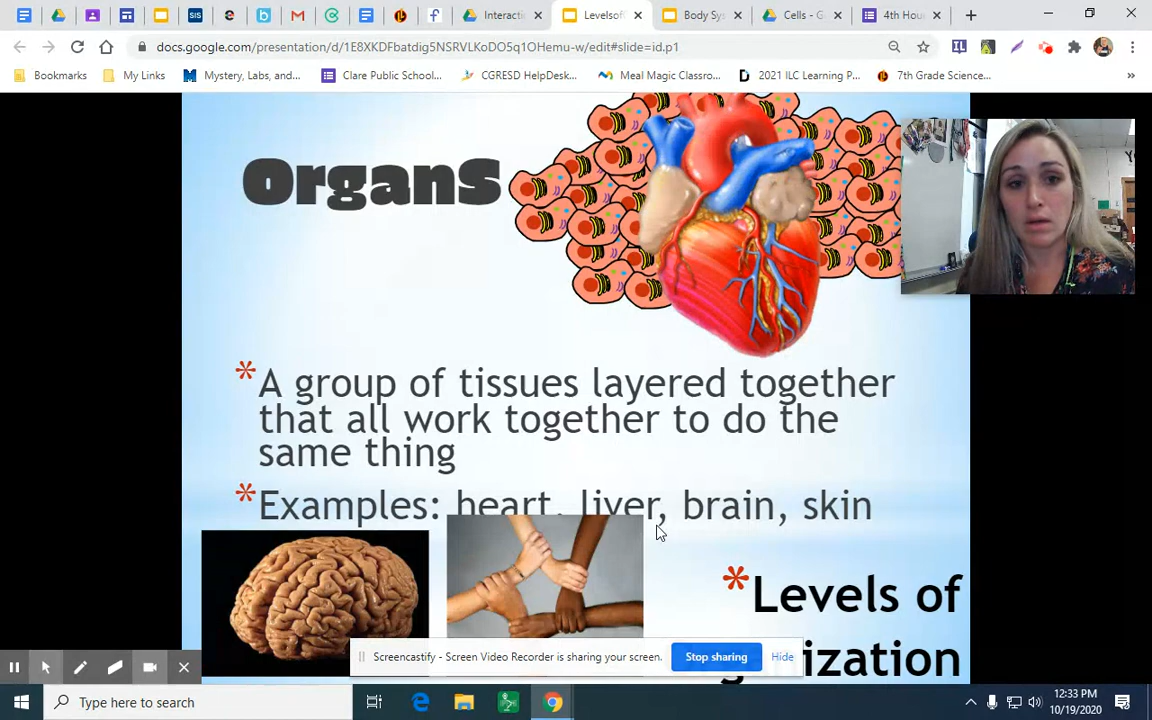 Interactic
Levelsof
Body Sys
Cells - G
4th Hou
docs.google.com/presentation/d/1E8XKDFbatdig5NSRVLKoDO5q1OHemu-w/edit#slide=id.p1
Bookmarks
My Links
Mystery, Labs, and...
Clare Public School...
CGRESD HelpDesk...
Meal Magic Classro...
2021 ILC Learning P...
7th Grade Science...
Organs
* A group of tissues layered together
that all work together to do the
same thing
* Examples: heart, liver, brain, skin
* Levels of
ization
Screencastify - Screen Video Recorder is sharing your screen.
Stop sharing
Hide
Type here to search
12:33 PM
10/19/2020